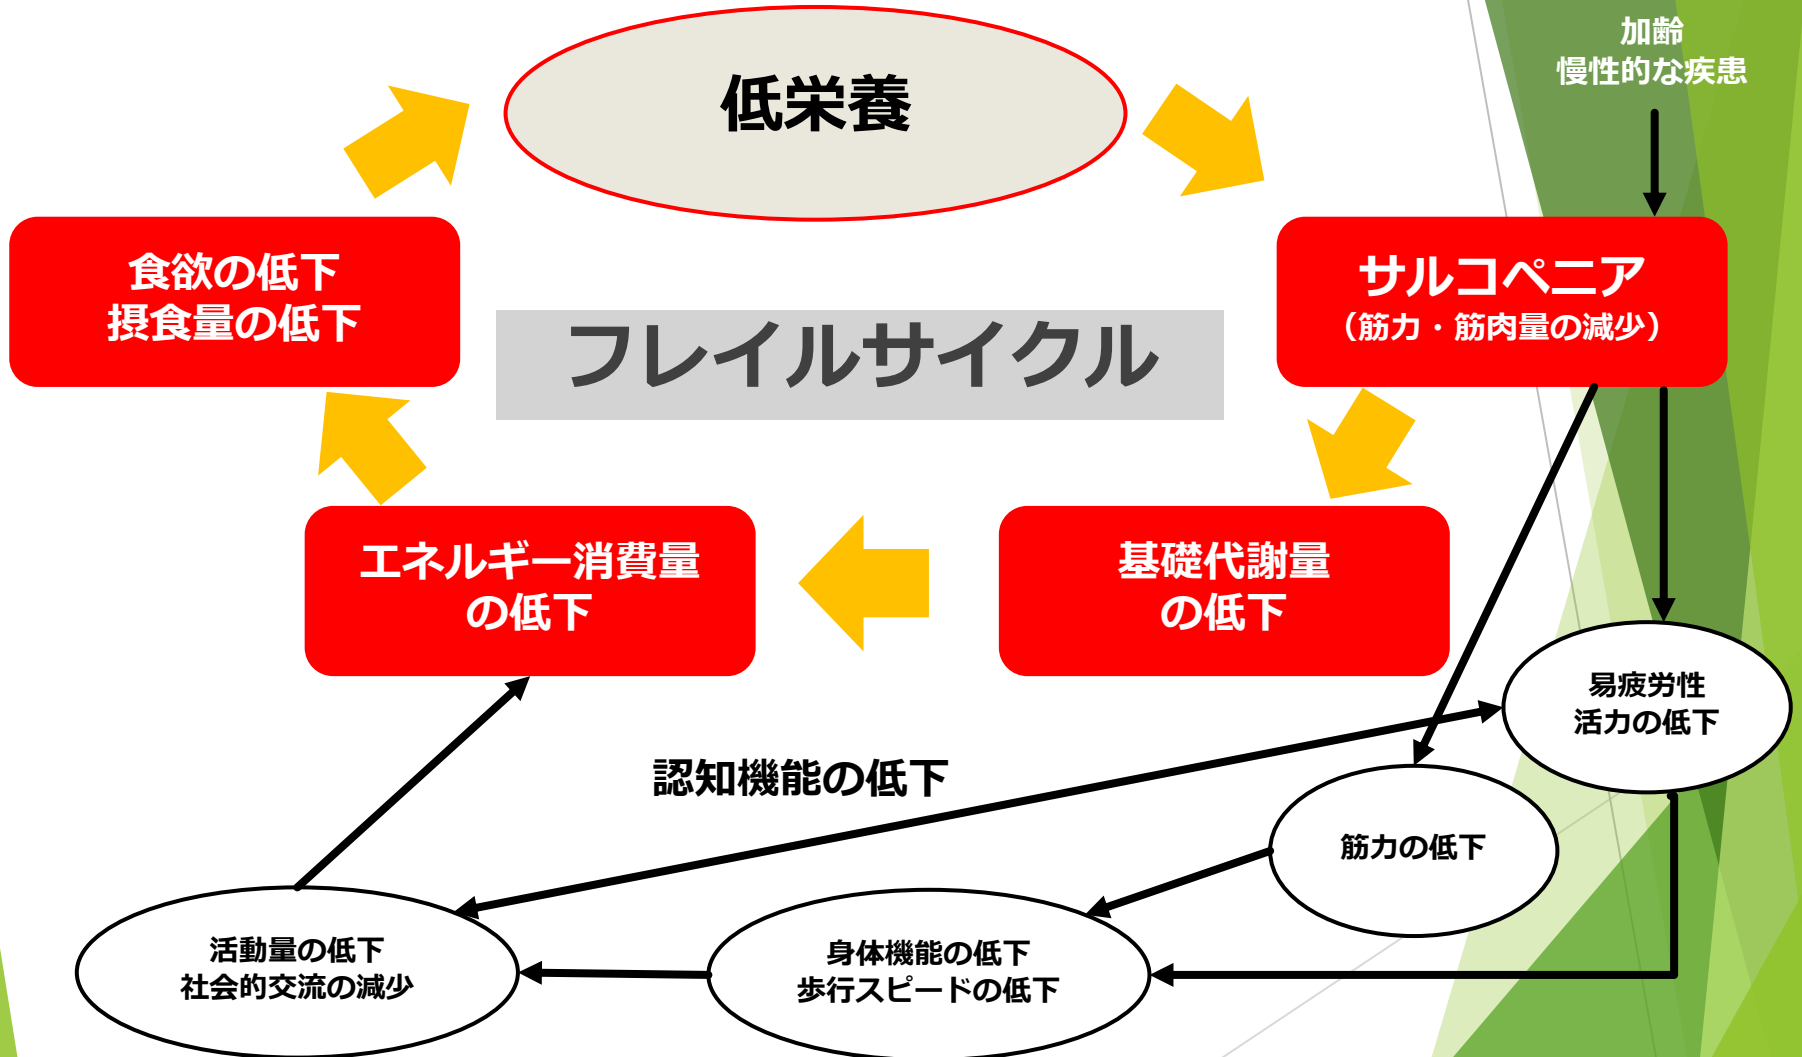 加齢
慢性的な疾患
低栄養
食欲の低下
摂食量の低下
サルコペニア
（筋力・筋肉量の減少）
フレイルサイクル
エネルギー消費量
の低下
基礎代謝量
の低下
易疲労性
活力の低下
認知機能の低下
筋力の低下
活動量の低下
社会的交流の減少
身体機能の低下
歩行スピードの低下